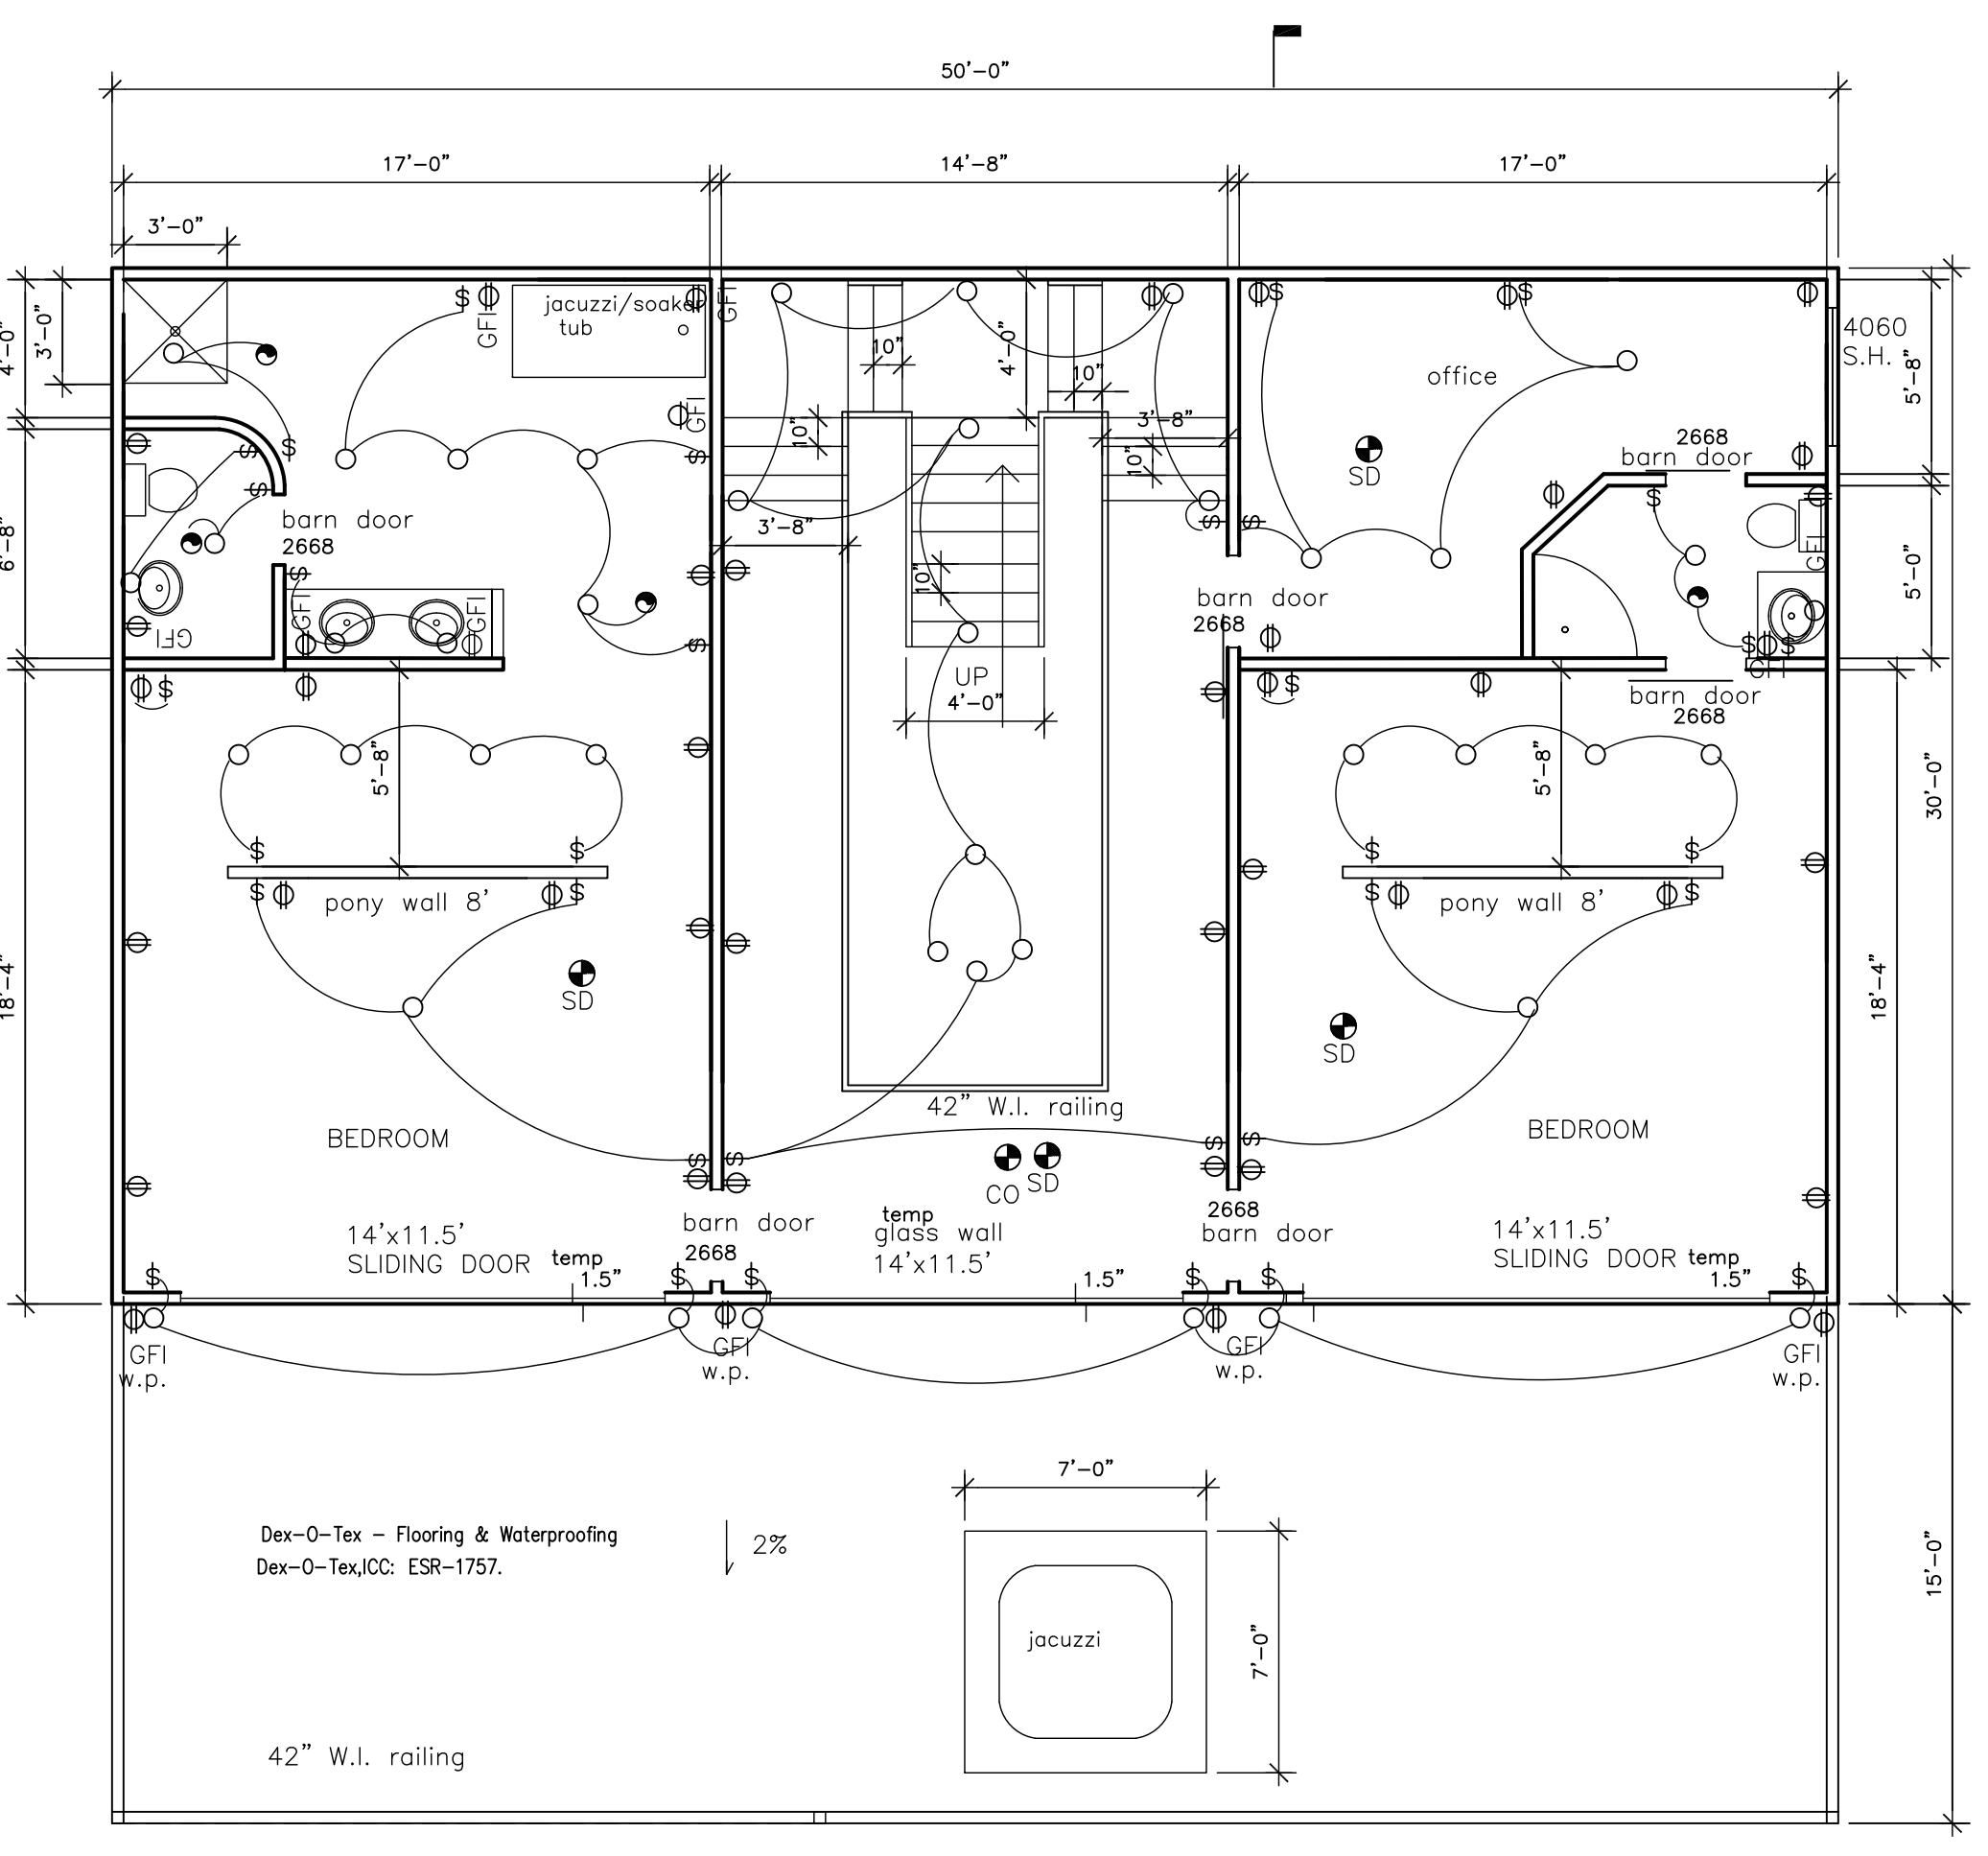 50'-0"
17'-0"
14'-8"
17'-0"
3'-0"
4'-0"
3'-0"
$
GFI
jacuzzi/soaker
tub
GFI
10"
4'-0"
10"
$
$
4060
S.H.
office
5'-8"
GFI
$
$
$
10"
3'-8"
10"
SD
2668
barn door
$
$
barn door
2668
3'-8"
$
$
GFI
6'-8"
$
GFI
GFI
10"
barn door
2668
5'-0"
GFI
$
$
$
GFI
UP
4'-0"
$
$
barn door
2668
5'-8"
5'-8"
30'-0"
$
$
$
$
pony wall 8'
$
$
pony wall 8'
$
$
18'-4"
SD
18'-4"
SD
42" W.I. railing
BEDROOM
BEDROOM
$
$
$
$
CO
SD
barn door
2668
temp
glass wall
14'x11.5'
2668
barn door
14'x11.5'
SLIDING DOOR temp
1.5"
1.5"
14'x11.5'
SLIDING DOOR temp
1.5"
$
$
$
$
$
$
GFI
w.p.
GFI
w.p.
GFI
w.p.
GFI
w.p.
7'-0"
Dex-O-Tex - Flooring & Waterproofing
Dex-O-Tex,ICC: ESR-1757.
2%
jacuzzi
7'-0"
15'-0"
42" W.I. railing